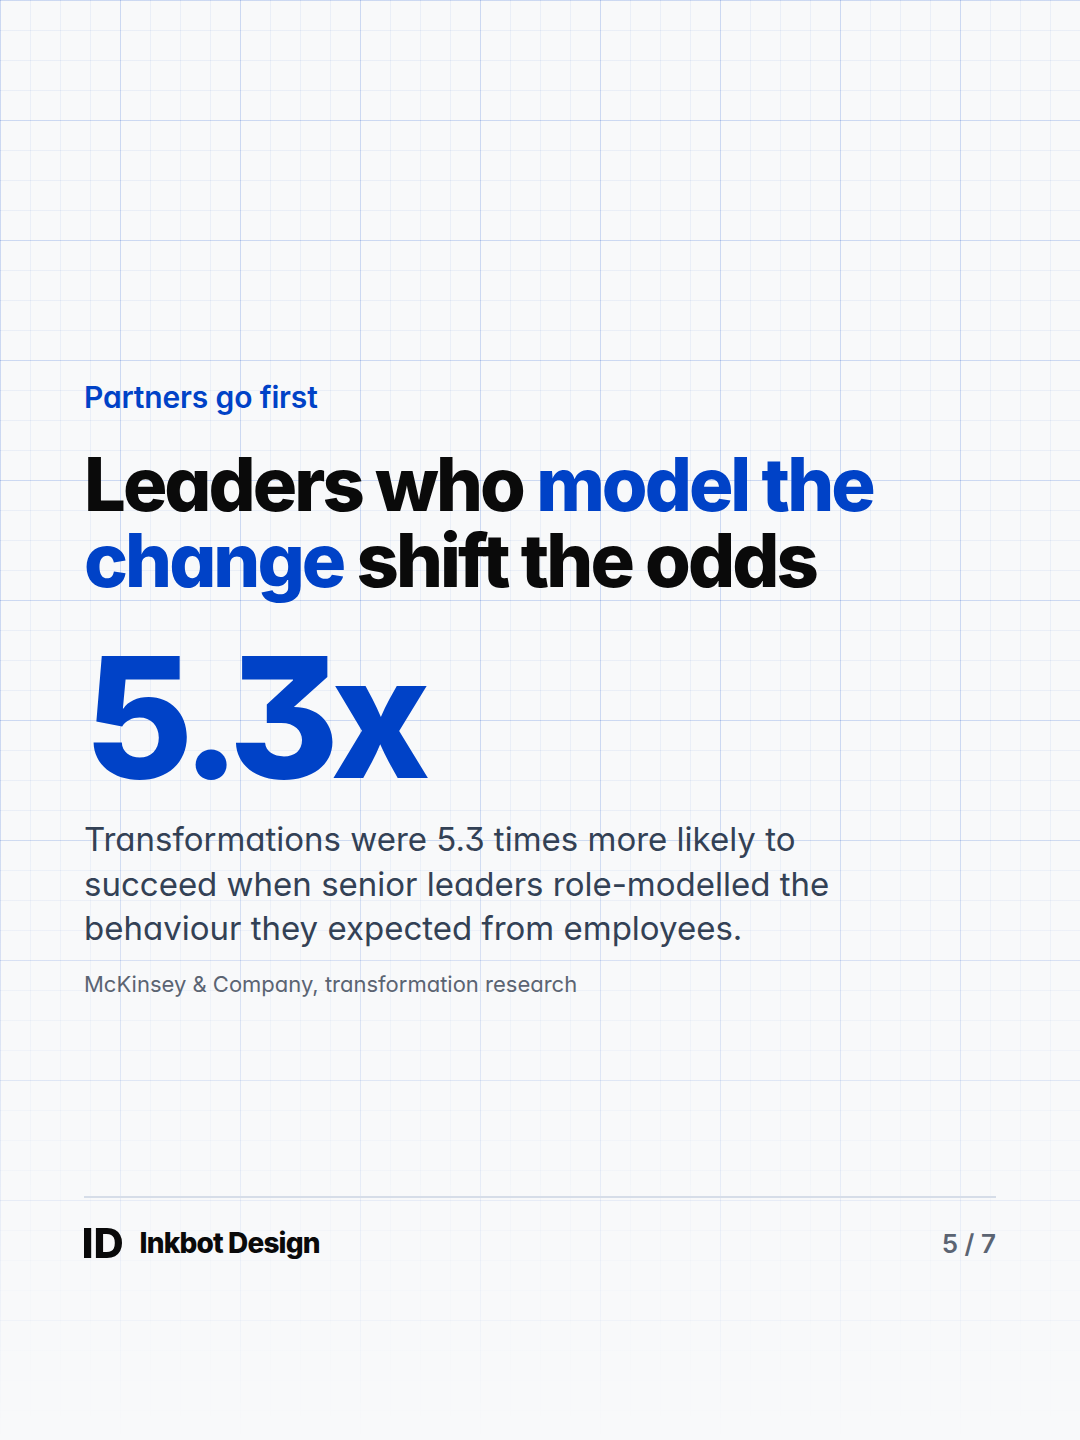 Partners go first
Leaders who model the
change shift the odds
5.3x
Transformations were 5.3 times more likely to
succeed when senior leaders role-modelled the
behaviour they expected from employees.
McKinsey & Company, transformation research
ID Inkbot Design
5 / 7